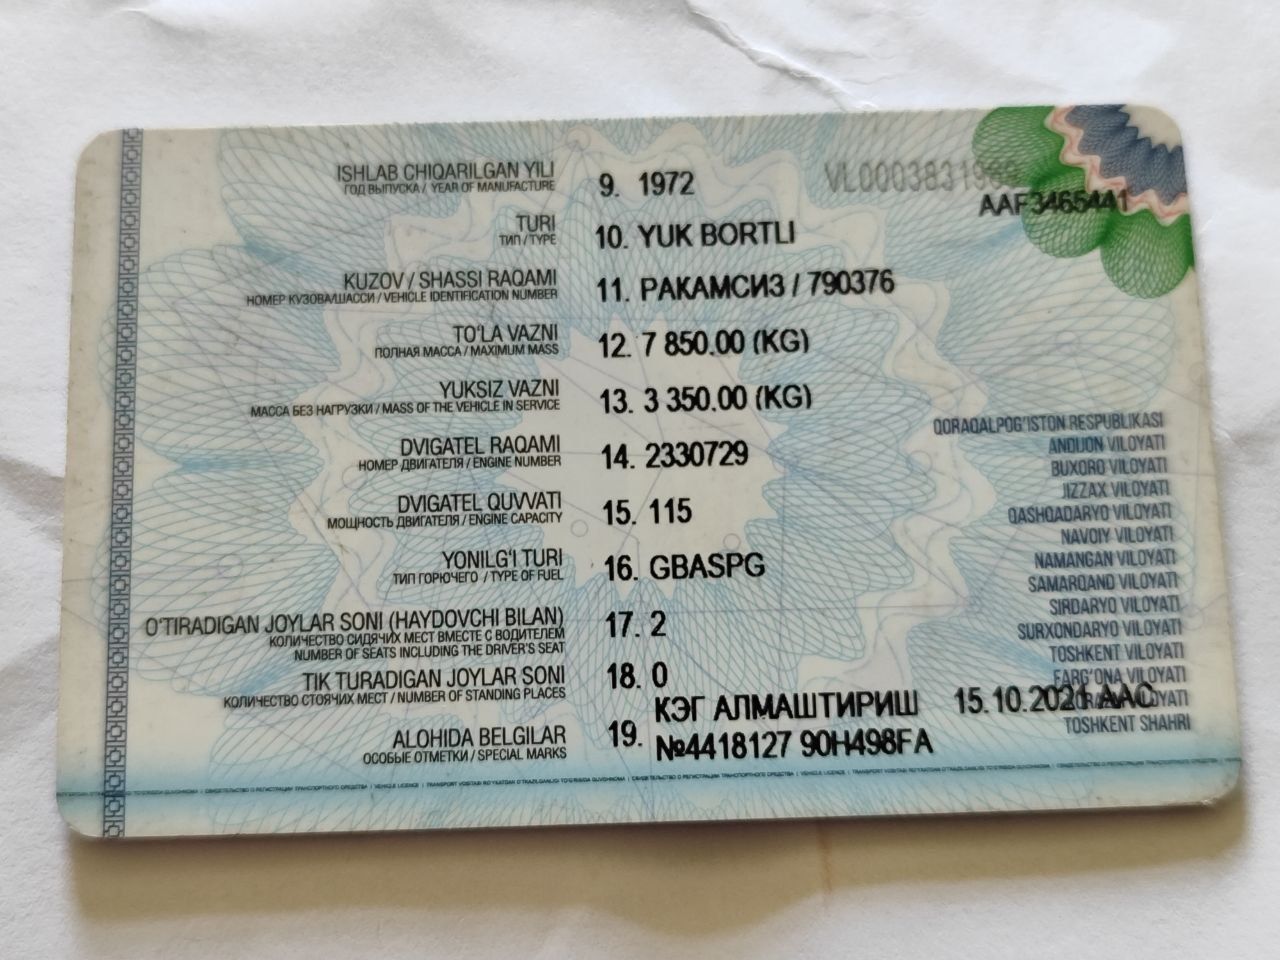 VL0003831
AAF3465441
ISHLAB CHIQARILGAN YILI
ГОД ВЫПУСКА / YEAR OF MANUFACTURE
9. 1972
TURI
ТИП / TYPE
10. YUK BORTLI
KUZOV / SHASSI RAQAMI
НОМЕР КУЗОВА/ШАССИ / VEHICLE IDENTIFICATION NUMBER
11. РАКАМСИЗ / 790376
TO'LA VAZNI
ПОЛНАЯ МАССА / MAXIMUM MASS
12. 7 850.00 (KG)
YUKSIZ VAZNI
МАССА БЕЗ НАГРУЗКИ / MASS OF THE VEHICLE IN SERVICE
13. 3 350.00 (KG)
DVIGATEL RAQAMI
НОМЕР ДВИГАТЕЛЯ / ENGINE NUMBER
14. 2330729
DVIGATEL QUVVATI
МОЩНОСТЬ ДВИГАТЕЛЯ / ENGINE CAPACITY
15. 115
YONILG'I TURI
ТИП ГОРЮЧЕГО / TYPE OF FUEL
16. GBASPG
O'TIRADIGAN JOYLAR SONI (HAYDOVCHI BILAN)
КОЛИЧЕСТВО СИДЯЧИХ МЕСТ ВМЕСТЕ С ВОДИТЕЛЕМ
NUMBER OF SEATS INCLUDING THE DRIVER'S SEAT
17. 2
TIK TURADIGAN JOYLAR SONI
КОЛИЧЕСТВО СТОЯЧИХ МЕСТ / NUMBER OF STANDING PLACES
18. 0
ALOHIDA BELGILAR
ОСОБЫЕ ОТМЕТКИ / SPECIAL MARKS
19. КЭГ АЛМАШТИРИШ 15.10.2021 ААС
№4418127 90H498FA
QORAQALPOG'ISTON RESPUBLIKASI
ANDIJON VILOYATI
BUXORO VILOYATI
JIZZAX VILOYATI
QASHQADARYO VILOYATI
NAVOIY VILOYATI
NAMANGAN VILOYATI
SAMARQAND VILOYATI
SIRDARYO VILOYATI
SURXONDARYO VILOYATI
TOSHKENT VILOYATI
FARG'ONA VILOYATI
VILOYATI
TOSHKENT SHAHRI